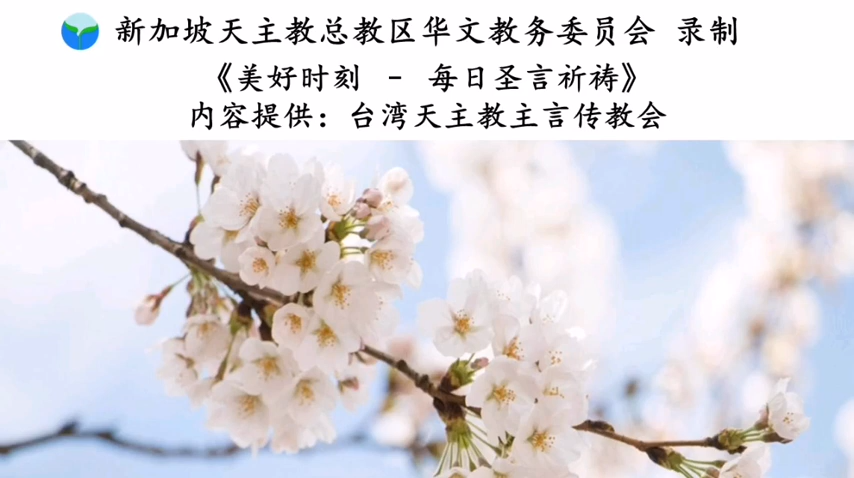 新加坡天主教总教区华文教务委员会 录制
《美好时刻 - 每日圣言祈祷》
内容提供：台湾天主教主言传教会